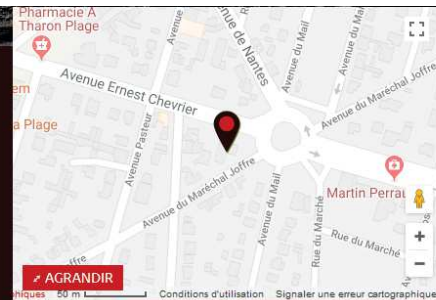 Pharmacie A
Tharon Plage
Avenue
Avenue de Nantes
Avenue du Mail
em
a Plage
Avenue Ernest Chevrier
Avenue du Maréchal Joffre
Avenue Pasteur
Martin Perrau
Avenue du Maréchal Joffre
Avenue du Mail
Rue du Marché
Rue du Marché
+
−
AGRANDIR
phiques
50 m
Conditions d'utilisation
Signaler une erreur cartographique